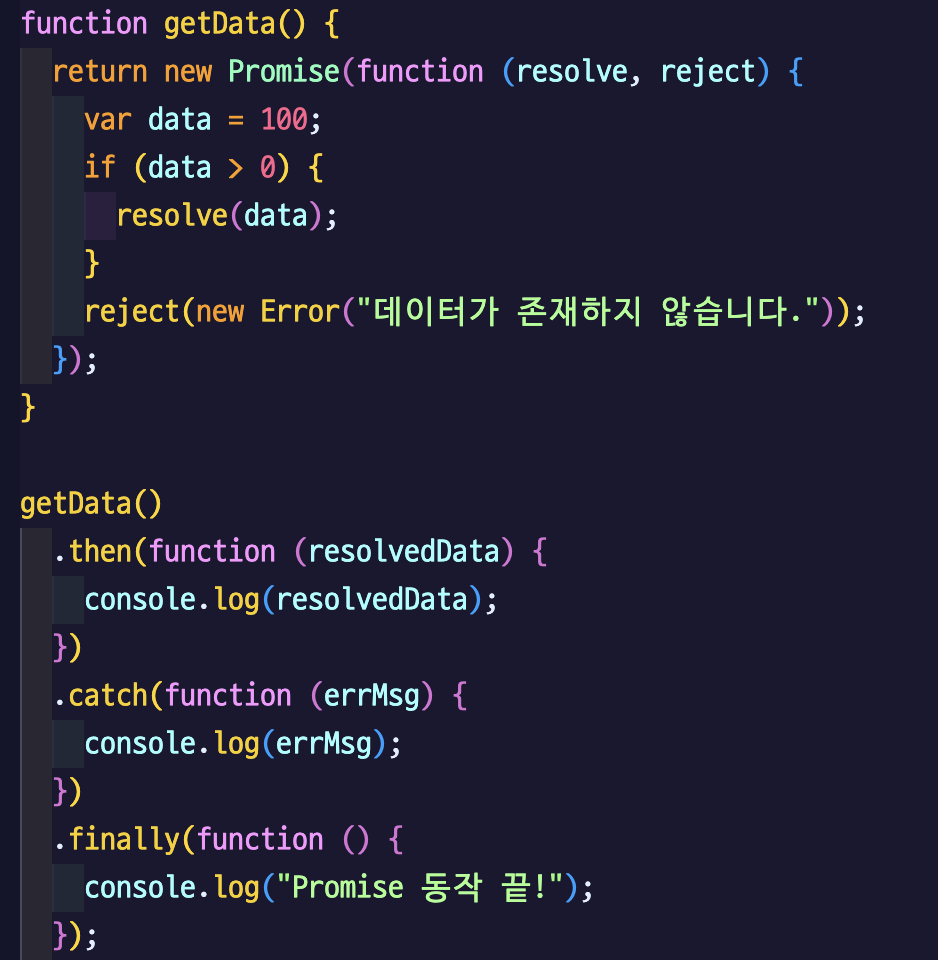 function getData() {
  return new Promise(function (resolve, reject) {
    var data = 100;
    if (data > 0) {
      resolve(data);
    }
    reject(new Error("데이터가 존재하지 않습니다."));
  });
}

getData()
  .then(function (resolvedData) {
    console.log(resolvedData);
  })
  .catch(function (errMsg) {
    console.log(errMsg);
  })
  .finally(function () {
    console.log("Promise 동작 끝!");
  });